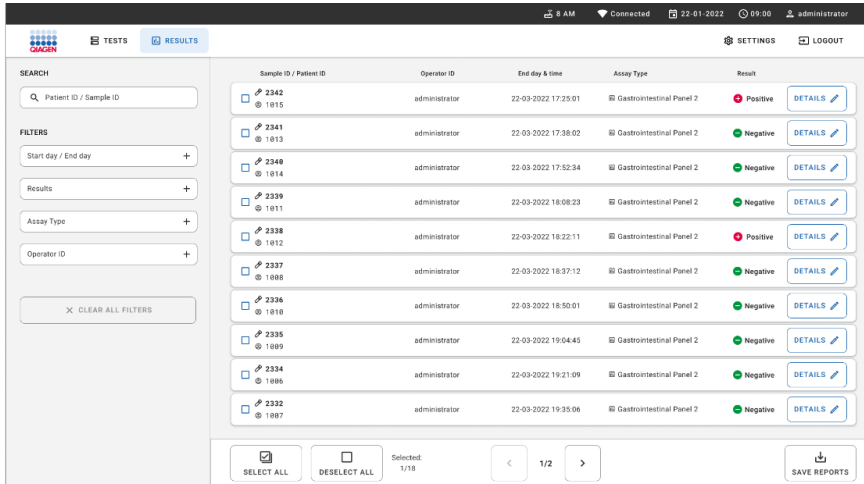 8 AM Connected 22-01-2022 09:00 administrator
QIAGEN TESTS RESULTS SETTINGS LOGOUT
SEARCH
Patient ID / Sample ID
FILTERS
Start day / End day +
Results +
Assay Type +
Operator ID +
X CLEAR ALL FILTERS
Sample ID / Patient ID Operator ID End day & time Assay Type Result
2342
1015 administrator 22-03-2022 17:25:01 Gastrointestinal Panel 2 Positive DETAILS
2341
1013 administrator 22-03-2022 17:38:02 Gastrointestinal Panel 2 Negative DETAILS
2340
1014 administrator 22-03-2022 17:52:34 Gastrointestinal Panel 2 Negative DETAILS
2339
1011 administrator 22-03-2022 18:08:23 Gastrointestinal Panel 2 Negative DETAILS
2338
1012 administrator 22-03-2022 18:22:11 Gastrointestinal Panel 2 Positive DETAILS
2337
1008 administrator 22-03-2022 18:37:12 Gastrointestinal Panel 2 Negative DETAILS
2336
1010 administrator 22-03-2022 18:50:01 Gastrointestinal Panel 2 Negative DETAILS
2335
1009 administrator 22-03-2022 19:04:45 Gastrointestinal Panel 2 Negative DETAILS
2334
1006 administrator 22-03-2022 19:21:09 Gastrointestinal Panel 2 Negative DETAILS
2332
1007 administrator 22-03-2022 19:35:06 Gastrointestinal Panel 2 Negative DETAILS
SELECT ALL DESELECT ALL Selected:
1/18
< 1/2 > SAVE REPORTS